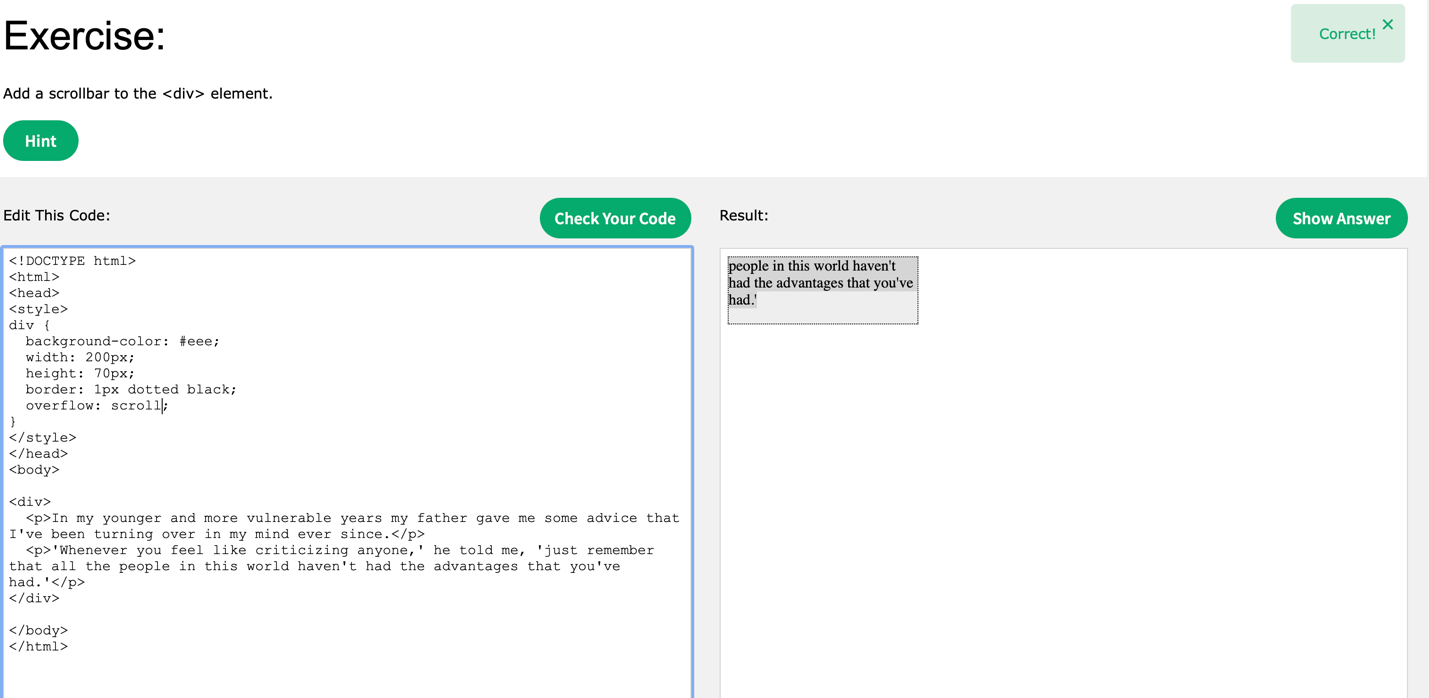 Exercise:
Correct! ×
Add a scrollbar to the <div> element.
Hint
Edit This Code:
Check Your Code
<!DOCTYPE html>
<html>
<head>
<style>
div {
  background-color: #eee;
  width: 200px;
  height: 70px;
  border: 1px dotted black;
  overflow: scroll;
}
</style>
</head>
<body>

<div>
  <p>In my younger and more vulnerable years my father gave me some advice that
I've been turning over in my mind ever since.</p>
  <p>'Whenever you feel like criticizing anyone,' he told me, 'just remember
that all the people in this world haven't had the advantages that you've
had.'</p>
</div>

</body>
</html>
Result:
Show Answer
people in this world haven't
had the advantages that you've
had.'